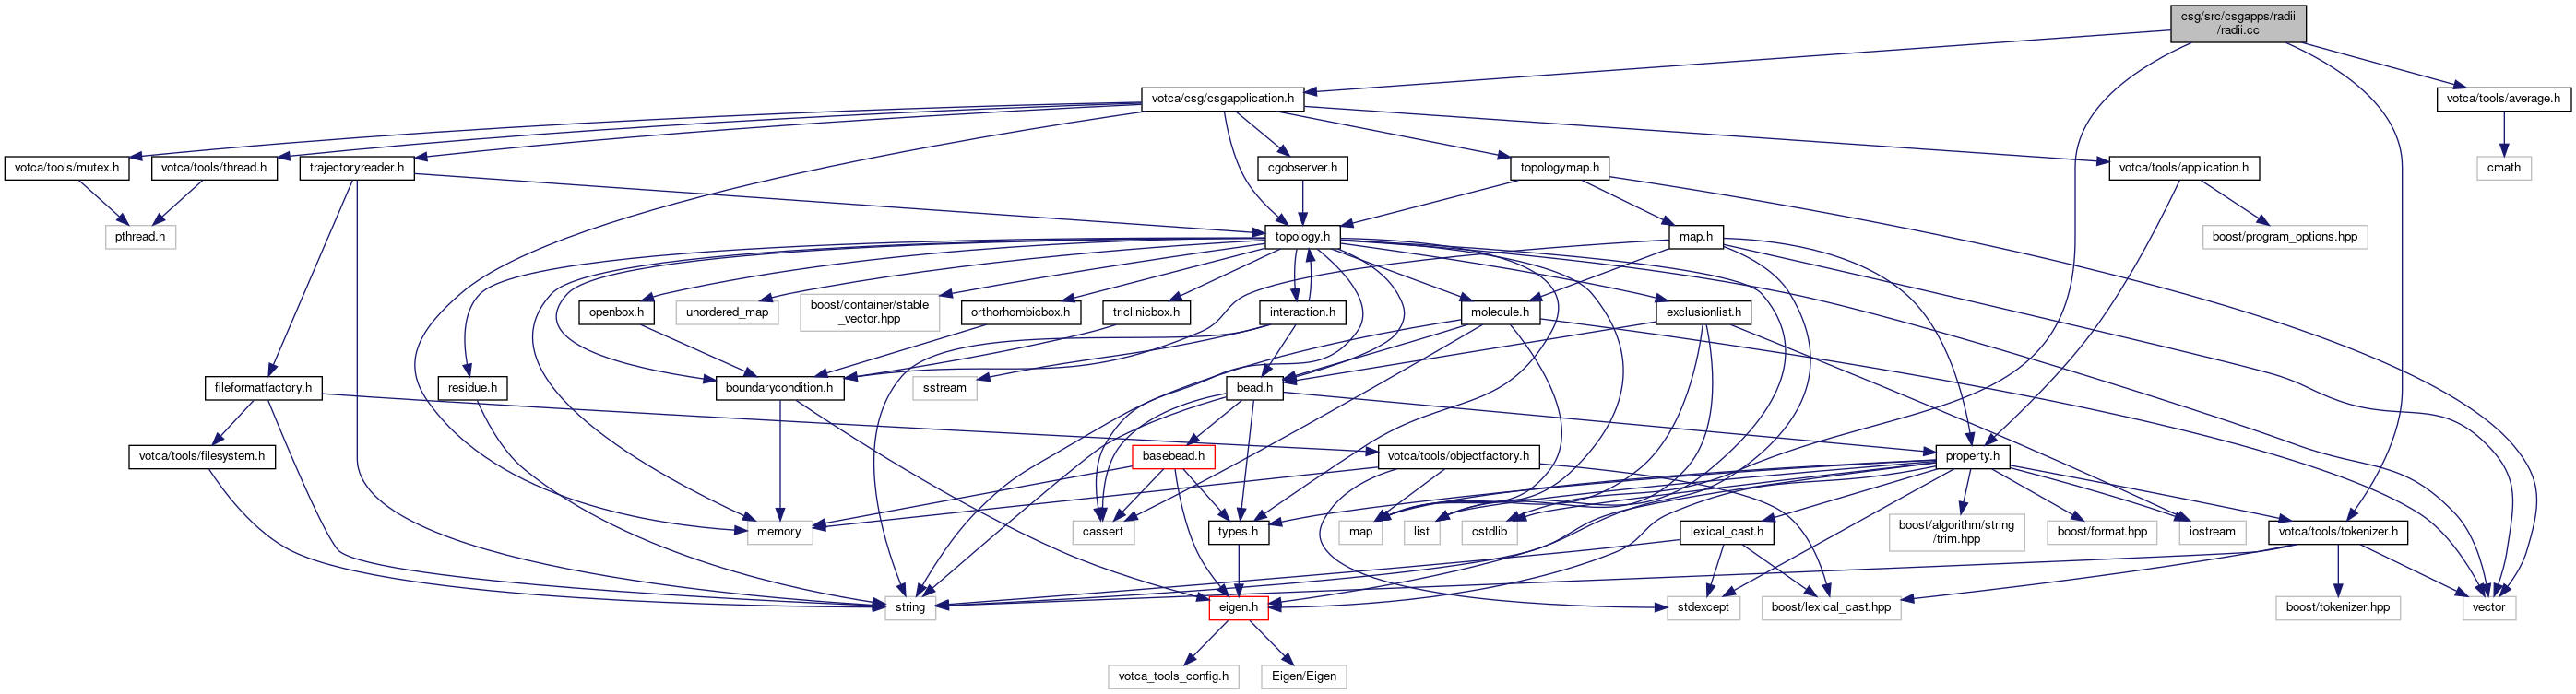 csg/src/csgapps/radii
/radii.cc
votca/csg/csgapplication.h
votca/tools/average.h
votca/tools/mutex.h
votca/tools/thread.h
trajectoryreader.h
cgobserver.h
topologymap.h
votca/tools/application.h
cmath
pthread.h
topology.h
map.h
boost/program_options.hpp
openbox.h
unordered_map
boost/container/stable
_vector.hpp
orthorhombicbox.h
triclinicbox.h
interaction.h
molecule.h
exclusionlist.h
fileformatfactory.h
residue.h
boundarycondition.h
sstream
bead.h
votca/tools/filesystem.h
basebead.h
votca/tools/objectfactory.h
property.h
memory
cassert
types.h
map
list
cstdlib
lexical_cast.h
boost/algorithm/string
/trim.hpp
boost/format.hpp
iostream
votca/tools/tokenizer.h
string
eigen.h
stdexcept
boost/lexical_cast.hpp
boost/tokenizer.hpp
vector
votca_tools_config.h
Eigen/Eigen